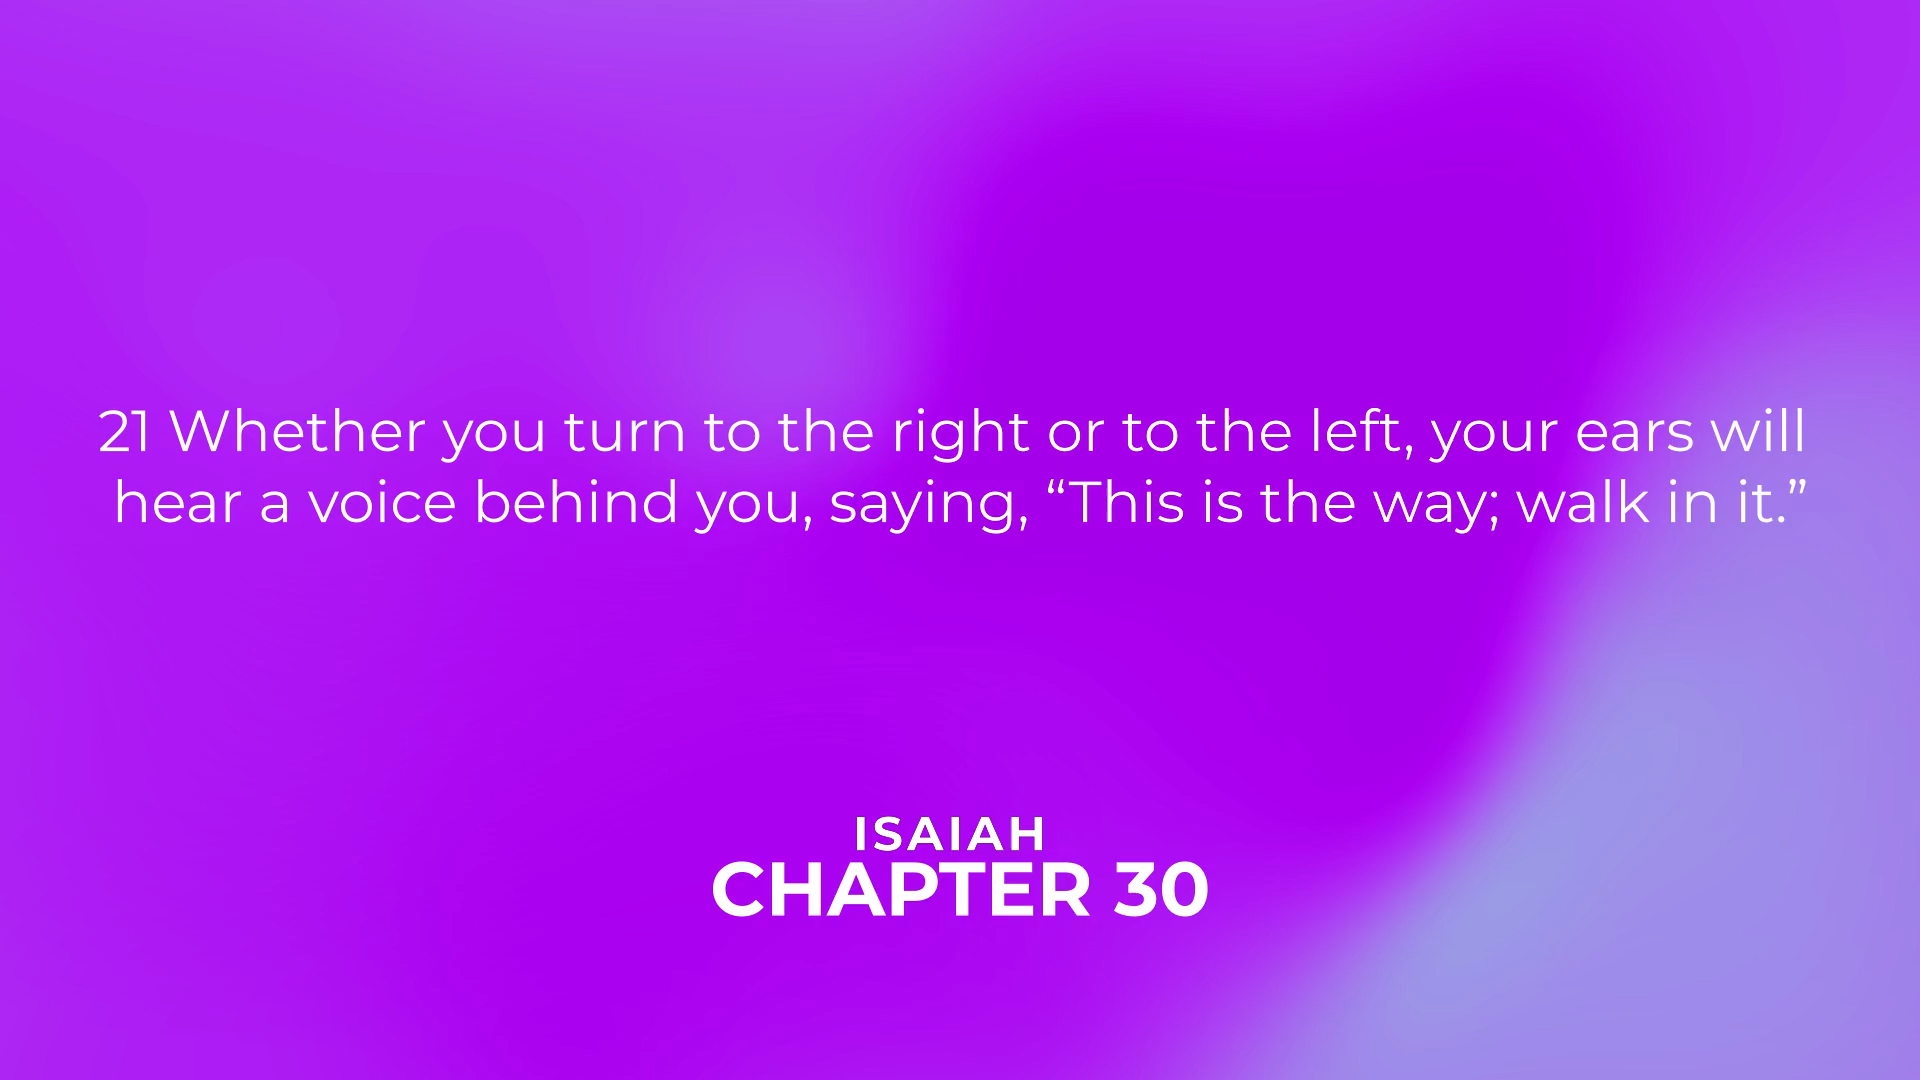 21 Whether you turn to the right or to the left, your ears will
hear a voice behind you, saying, “This is the way; walk in it.”
ISAIAH
CHAPTER 30